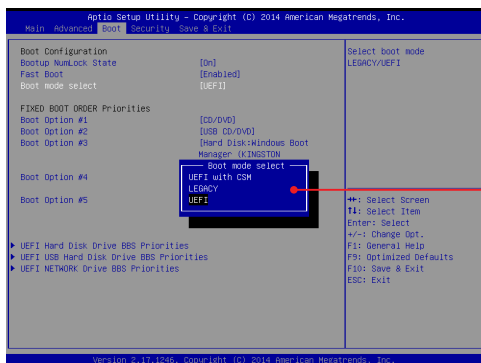 Aptio Setup Utility – Copyright (C) 2014 American Megatrends, Inc.
Main Advanced Boot Security Save & Exit
Boot Configuration
Bootup NumLock State [On]
Fast Boot [Enabled]
Boot mode select [UEFI]
FIXED BOOT ORDER Priorities
Boot Option #1 [CD/DVD]
Boot Option #2 [USB CD/DVD]
Boot Option #3 [Hard Disk:Windows Boot
Manager (KINGSTON
Boot mode select
UEFI with CSM
LEGACY
UEFI
Boot Option #4
Boot Option #5
UEFI Hard Disk Drive BBS Priorities
UEFI USB Hard Disk Drive BBS Priorities
UEFI NETWORK Drive BBS Priorities
Select boot mode
LEGACY/UEFI
→←: Select Screen
↑↓: Select Item
Enter: Select
+/-: Change Opt.
F1: General Help
F9: Optimized Defaults
F10: Save & Exit
ESC: Exit
Version 2.17.1246. Copyright (C) 2014 American Megatrends, Inc.